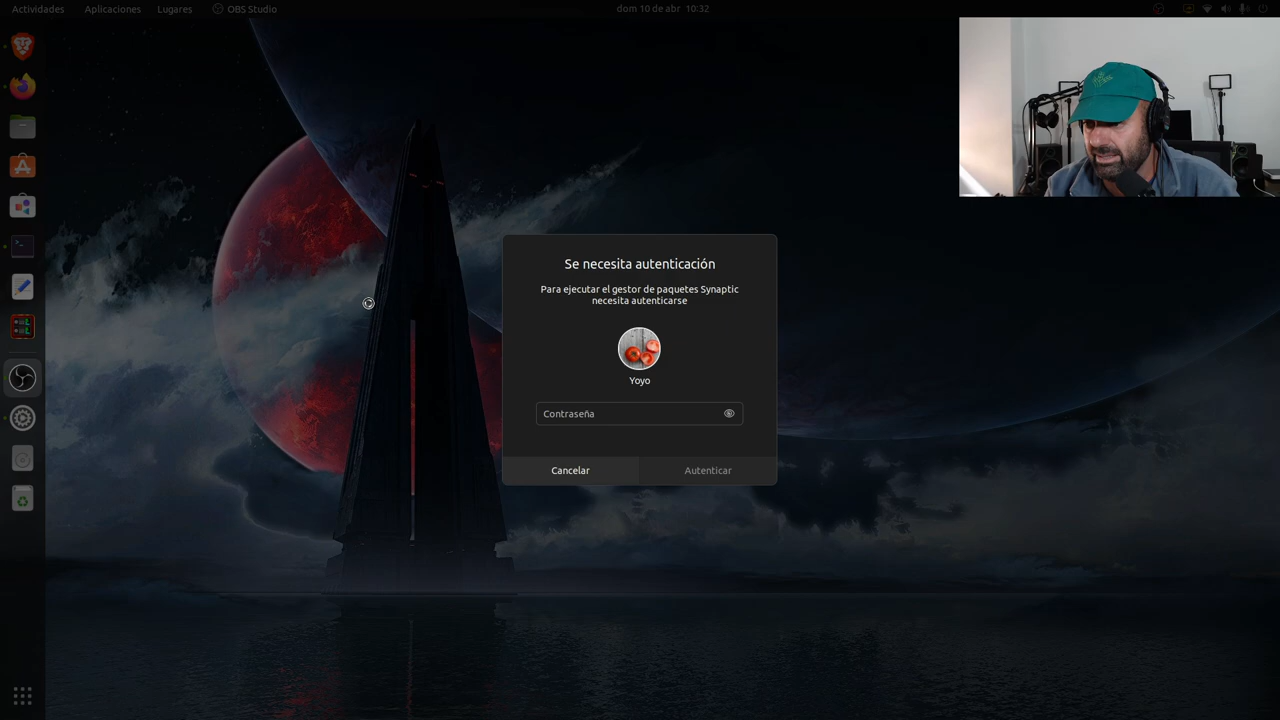 Actividades
Aplicaciones
Lugares
OBS Studio
dom 10 de abr 10:32
Se necesita autenticación
Para ejecutar el gestor de paquetes Synaptic
necesita autenticarse
Yoyo
Contraseña
Cancelar
Autenticar